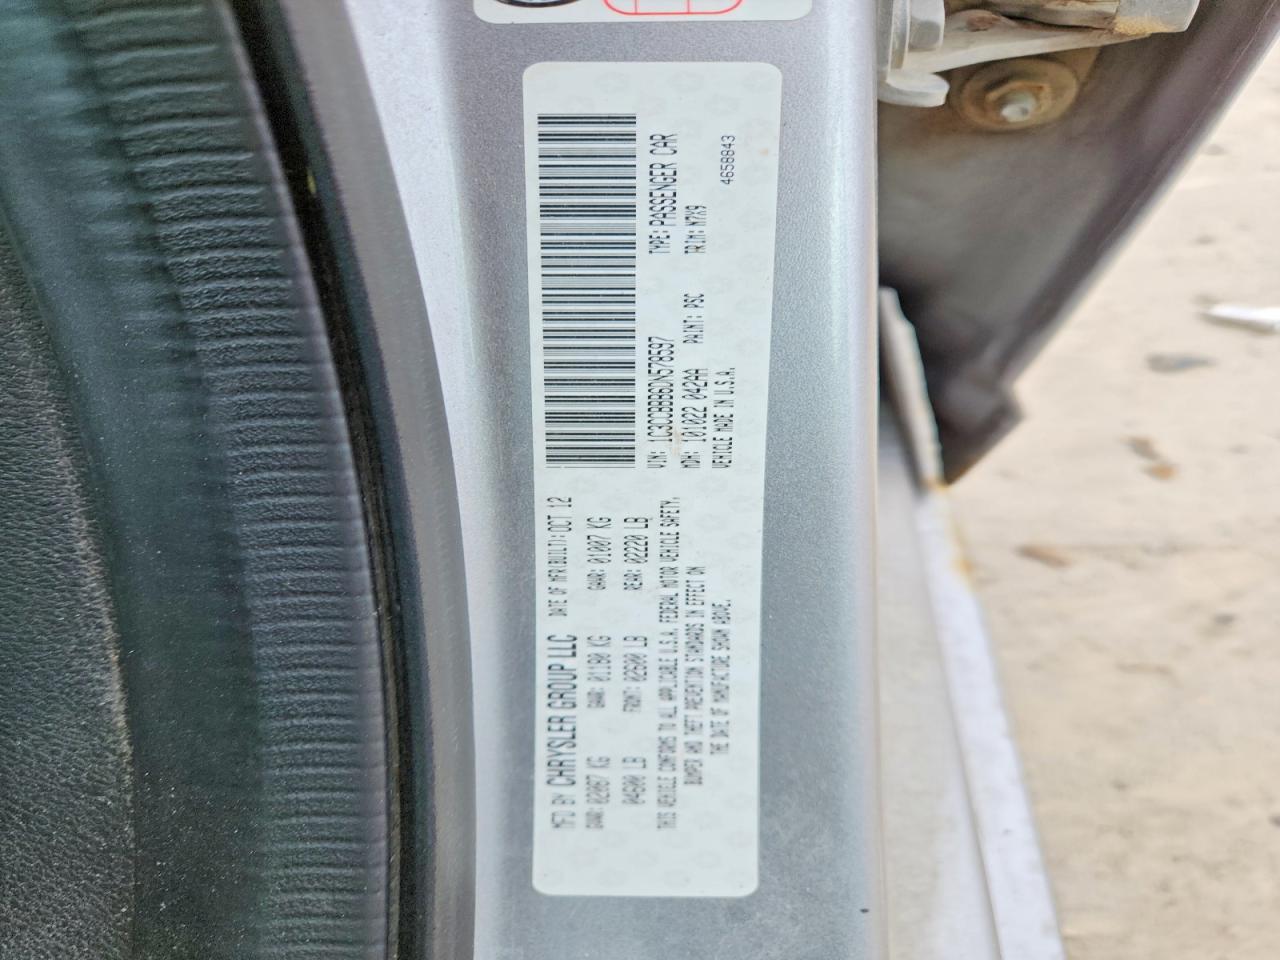 MFD BY CHRYSLER GROUP LLC DATE OF MFR(BUILT): OCT 12
GVWR: 02087 KG GAWR: 01180 KG GAWR: 01007 KG
04600 LB FRONT: 02600 LB REAR: 02220 LB
THIS VEHICLE CONFORMS TO ALL APPLICABLE U.S.A. FEDERAL MOTOR VEHICLE SAFETY,
BUMPER AND THEFT PREVENTION STANDARDS IN EFFECT ON
THE DATE OF MANUFACTURE SHOWN ABOVE.
VIN: 1C3CCBBB6DN578597 TYPE: PASSENGER CAR
MDH: 101022 042AA PAINT: PSC TRIM: M7X9
VEHICLE MADE IN U.S.A. 4658843